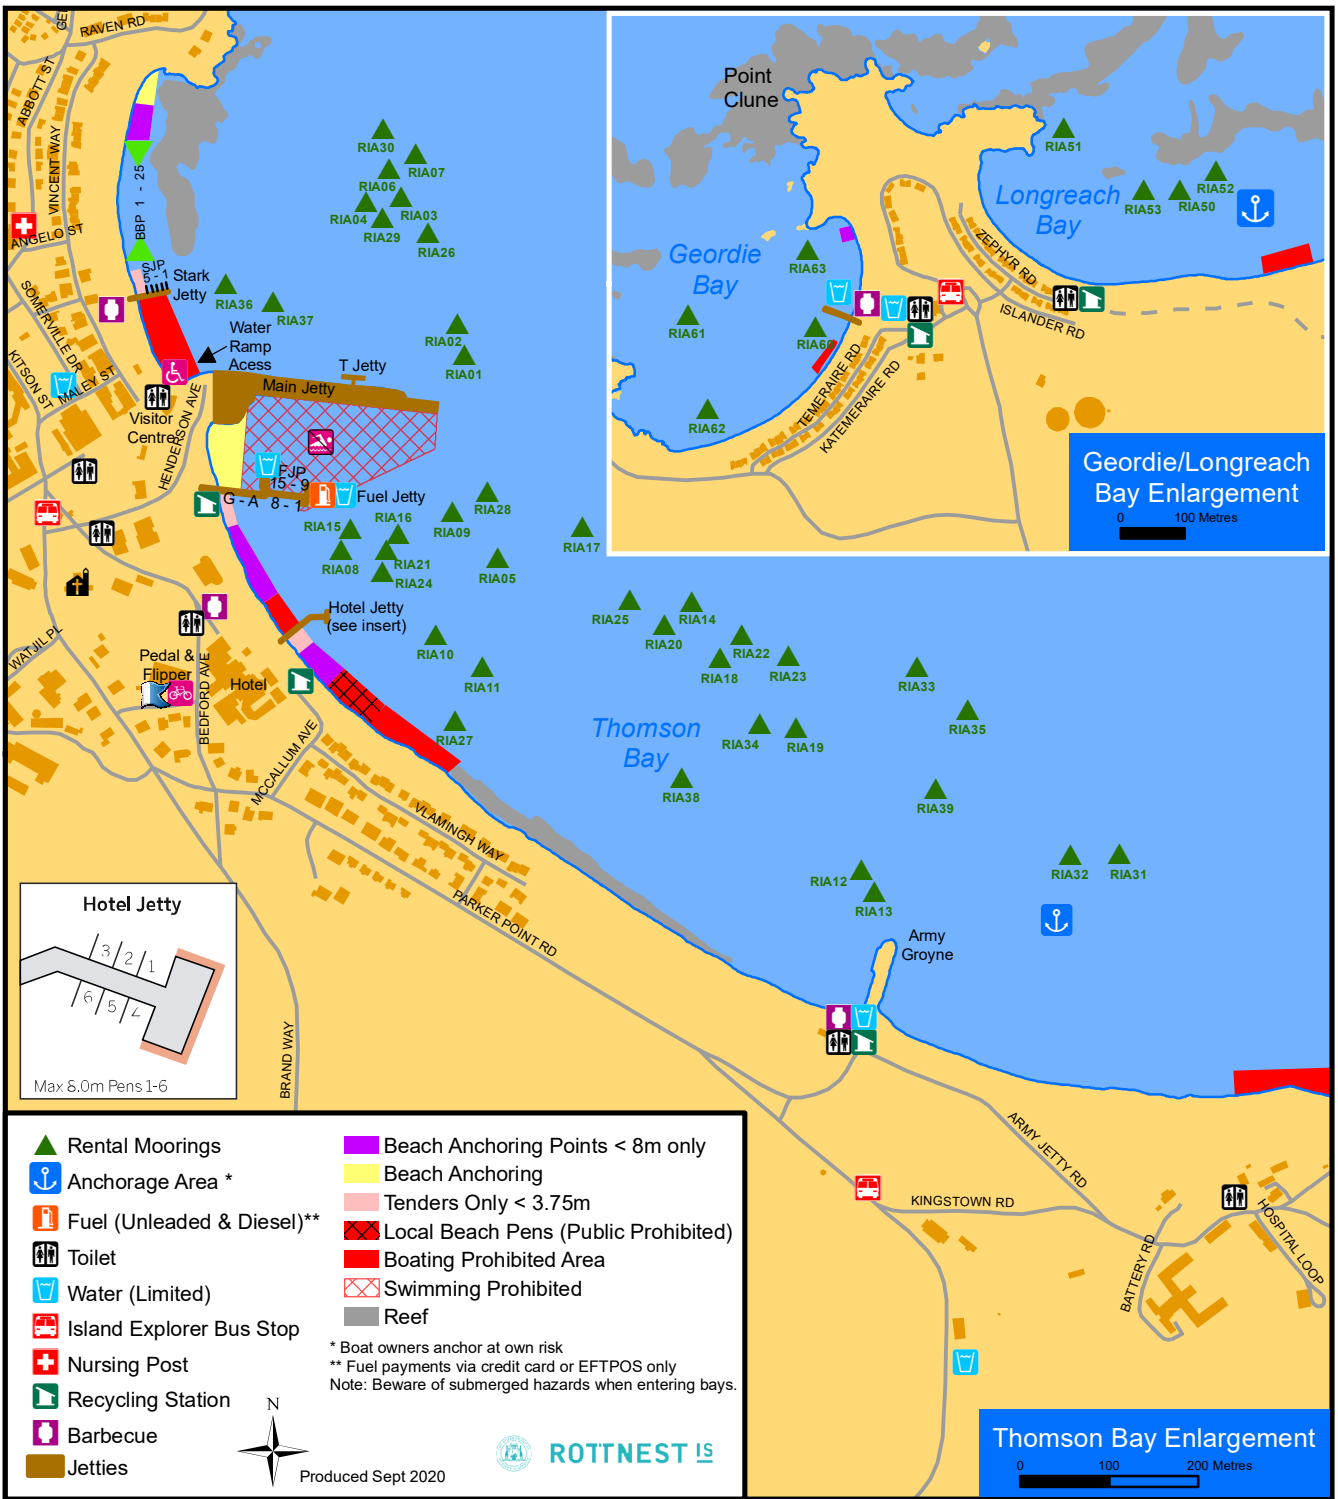 GE
RAVEN RD
ABBOTT ST
VINCENT WAY
ANGELO ST
SOMERVILLE DR
KITSON ST
MALEY ST
HENDERSON AVE
WATJIL PL
BEDFORD AVE
MCCALLUM AVE
VLAMINGH WAY
PARKER POINT RD
BRAND WAY
BBP 1 - 25
SJP
5 - 1
Stark
Jetty
Water
Ramp
Acess
T Jetty
Main Jetty
Visitor
Centre
FJP
15 - 9
G - A
8 - 1
Fuel Jetty
Hotel Jetty
(see insert)
Pedal &
Flipper
Hotel
RIA30
RIA07
RIA06
RIA04
RIA03
RIA29
RIA26
RIA36
RIA37
RIA02
RIA01
RIA28
RIA15
RIA16
RIA09
RIA17
RIA08
RIA21
RIA24
RIA05
RIA25
RIA14
RIA20
RIA10
RIA22
RIA18
RIA23
RIA11
RIA33
RIA35
RIA27
RIA34
RIA19
Thomson
Bay
RIA38
RIA39
RIA12
RIA13
RIA32
RIA31
Army
Groyne
ARMY JETTY RD
KINGSTOWN RD
BATTERY RD
HOSPITAL LOOP
Point
Clune
RIA51
Longreach
Bay
RIA52
RIA53
RIA50
Geordie
Bay
RIA63
RIA61
RIA60
RIA62
ZEPHYR RD
ISLANDER RD
TEMERAIRE RD
KATEMERAIRE RD
Geordie/Longreach
Bay Enlargement
0 100 Metres
Hotel Jetty
3 2 1
6 5 4
Max 8.0m Pens 1-6
Rental Moorings
Anchorage Area *
Fuel (Unleaded & Diesel)**
Toilet
Water (Limited)
Island Explorer Bus Stop
Nursing Post
Recycling Station
Barbecue
Jetties
Beach Anchoring Points < 8m only
Beach Anchoring
Tenders Only < 3.75m
Local Beach Pens (Public Prohibited)
Boating Prohibited Area
Swimming Prohibited
Reef
* Boat owners anchor at own risk
** Fuel payments via credit card or EFTPOS only
Note: Beware of submerged hazards when entering bays.
N
Produced Sept 2020
ROTTNEST IS
Thomson Bay Enlargement
0 100 200 Metres